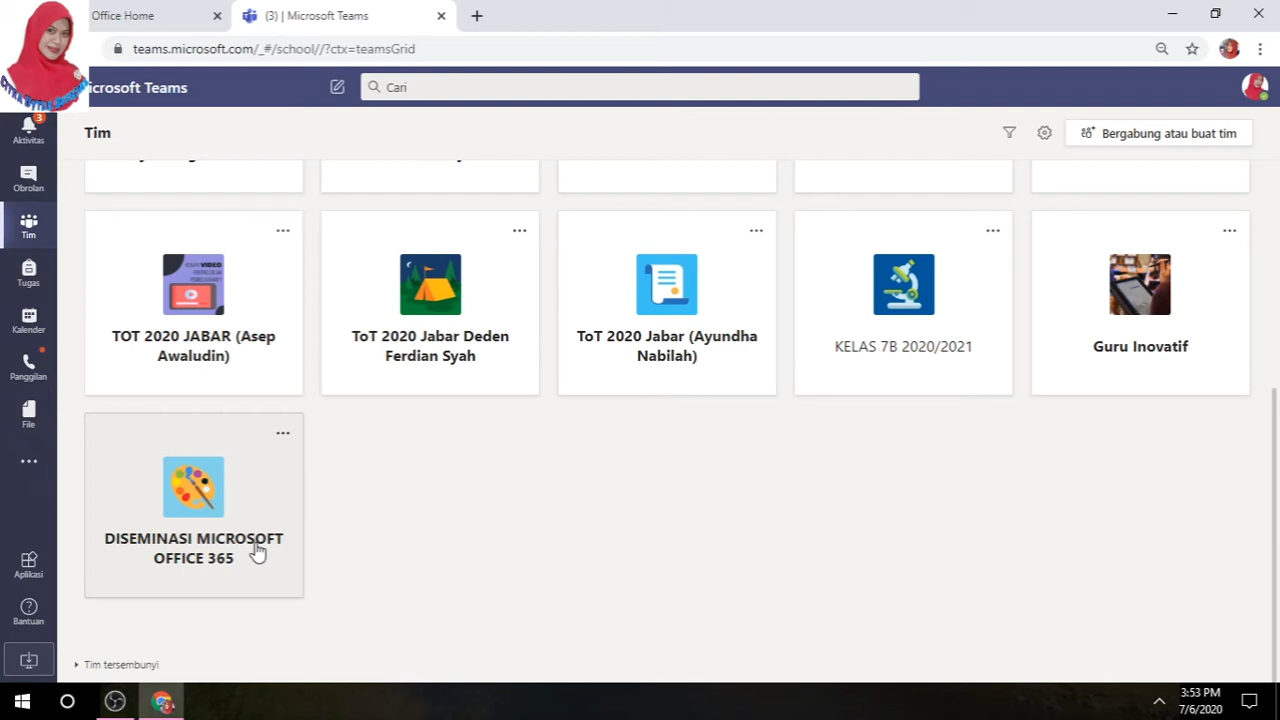 Office Home
(3) | Microsoft Teams
teams.microsoft.com/_#/school//?ctx=teamsGrid
icrosoft Teams
Cari
3
Aktivitas
Obrolan
Tim
Tugas
Kalender
Panggilan
File
Aplikasi
Bantuan
Tim
Bergabung atau buat tim
TOT 2020 JABAR (Asep
Awaludin)
ToT 2020 Jabar Deden
Ferdian Syah
ToT 2020 Jabar (Ayundha
Nabilah)
KELAS 7B 2020/2021
Guru Inovatif
DISEMINASI MICROSOFT
OFFICE 365
Tim tersembunyi
3:53 PM
7/6/2020